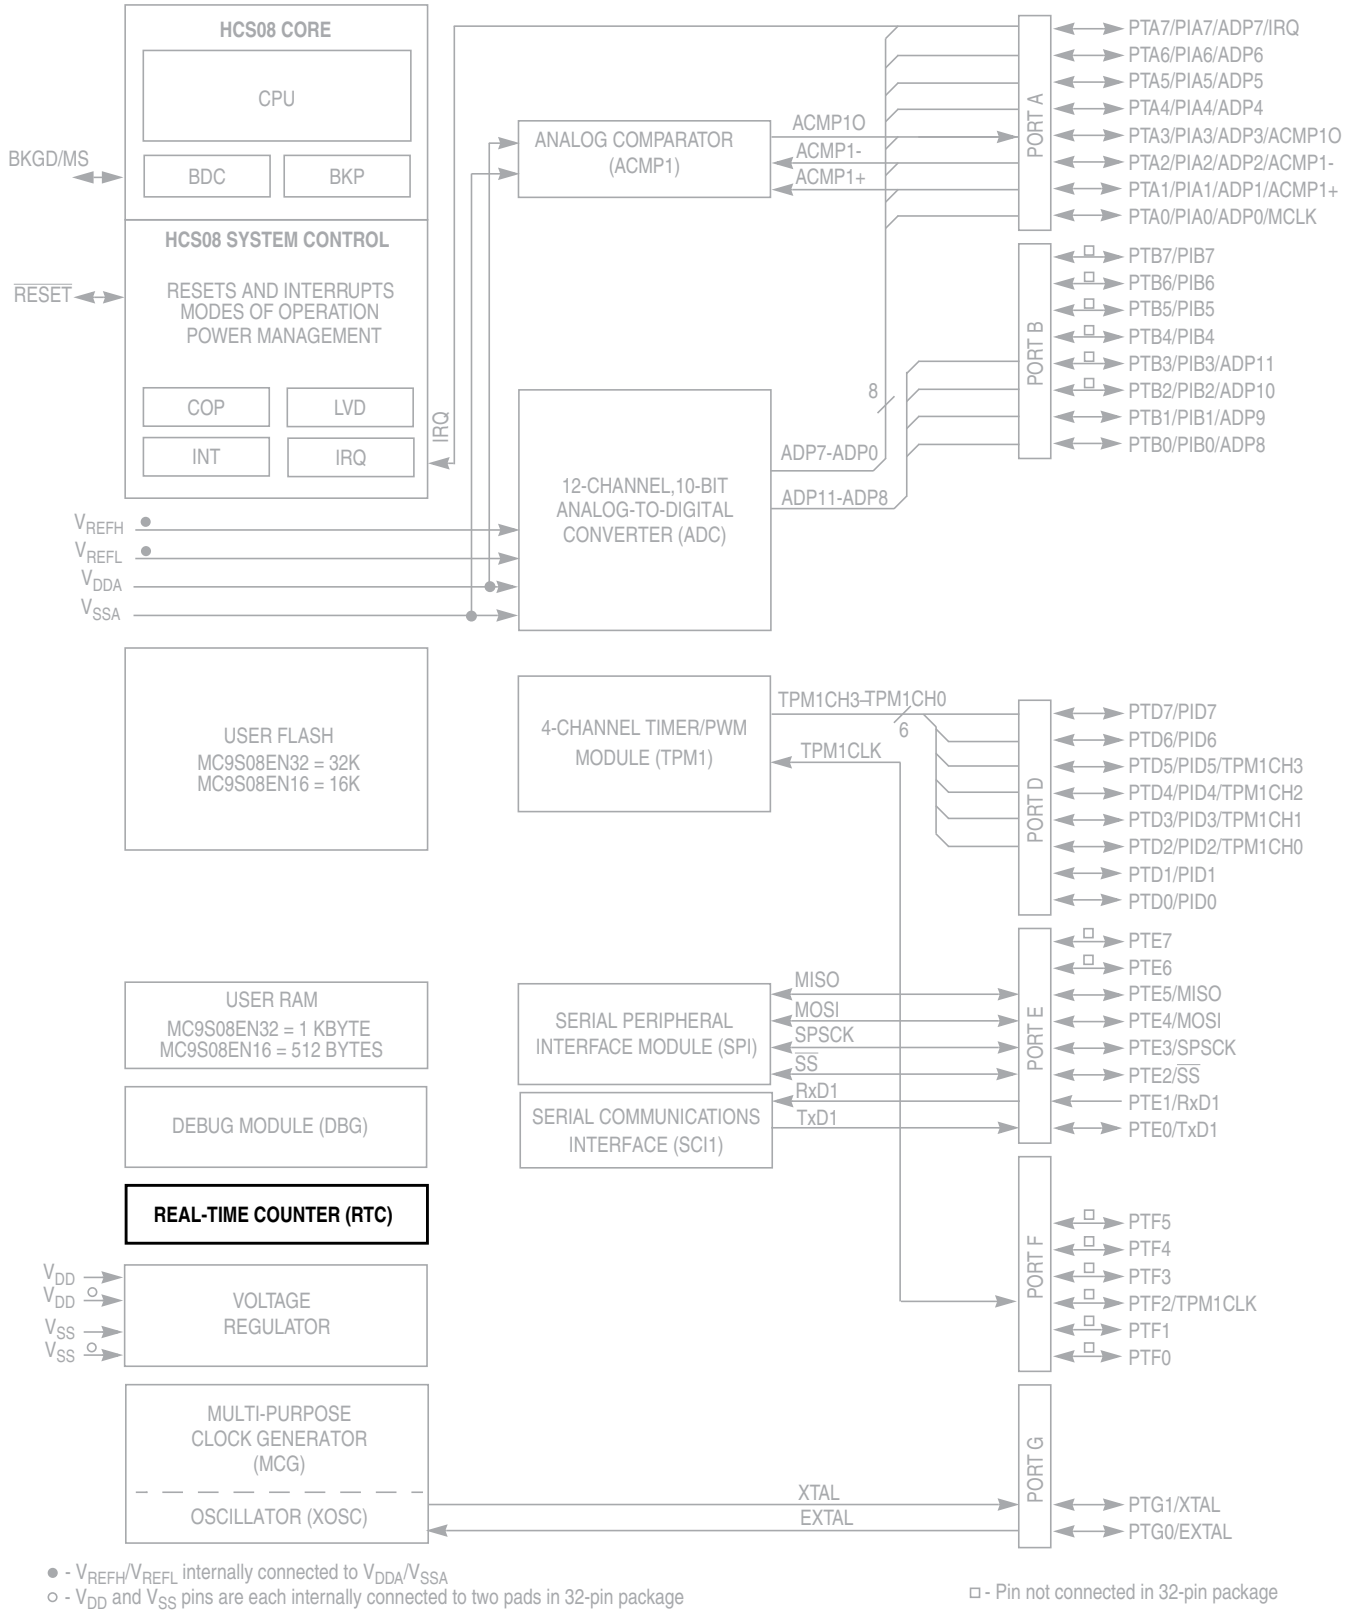 HCS08 CORE
CPU
BKGD/MS
BDC
BKP
HCS08 SYSTEM CONTROL
RESET
RESETS AND INTERRUPTS
MODES OF OPERATION
POWER MANAGEMENT
COP
LVD
INT
IRQ
IRQ
VREFH
VREFL
VDDA
VSSA
ANALOG COMPARATOR
(ACMP1)
ACMP1O
ACMP1-
ACMP1+
12-CHANNEL,10-BIT
ANALOG-TO-DIGITAL
CONVERTER (ADC)
ADP7-ADP0
8
ADP11-ADP8
PORT A
PTA7/PIA7/ADP7/IRQ
PTA6/PIA6/ADP6
PTA5/PIA5/ADP5
PTA4/PIA4/ADP4
PTA3/PIA3/ADP3/ACMP1O
PTA2/PIA2/ADP2/ACMP1-
PTA1/PIA1/ADP1/ACMP1+
PTA0/PIA0/ADP0/MCLK
PORT B
PTB7/PIB7
PTB6/PIB6
PTB5/PIB5
PTB4/PIB4
PTB3/PIB3/ADP11
PTB2/PIB2/ADP10
PTB1/PIB1/ADP9
PTB0/PIB0/ADP8
USER FLASH
MC9S08EN32 = 32K
MC9S08EN16 = 16K
4-CHANNEL TIMER/PWM
MODULE (TPM1)
TPM1CH3–TPM1CH0
6
TPM1CLK
PORT D
PTD7/PID7
PTD6/PID6
PTD5/PID5/TPM1CH3
PTD4/PID4/TPM1CH2
PTD3/PID3/TPM1CH1
PTD2/PID2/TPM1CH0
PTD1/PID1
PTD0/PID0
USER RAM
MC9S08EN32 = 1 KBYTE
MC9S08EN16 = 512 BYTES
DEBUG MODULE (DBG)
SERIAL PERIPHERAL
INTERFACE MODULE (SPI)
MISO
MOSI
SPSCK
SS
SERIAL COMMUNICATIONS
INTERFACE (SCI1)
RxD1
TxD1
PORT E
PTE7
PTE6
PTE5/MISO
PTE4/MOSI
PTE3/SPSCK
PTE2/SS
PTE1/RxD1
PTE0/TxD1
REAL-TIME COUNTER (RTC)
VDD
VDD
VSS
VSS
VOLTAGE
REGULATOR
PORT F
PTF5
PTF4
PTF3
PTF2/TPM1CLK
PTF1
PTF0
MULTI-PURPOSE
CLOCK GENERATOR
(MCG)
OSCILLATOR (XOSC)
XTAL
EXTAL
PORT G
PTG1/XTAL
PTG0/EXTAL
● - VREFH/VREFL internally connected to VDDA/VSSA
○ - VDD and VSS pins are each internally connected to two pads in 32-pin package
□ - Pin not connected in 32-pin package